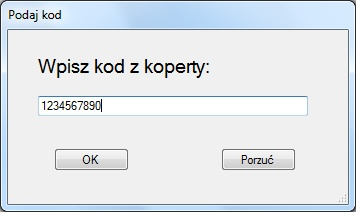 Podaj kod
Wpisz kod z koperty:
1234567890
OK
Porzuć